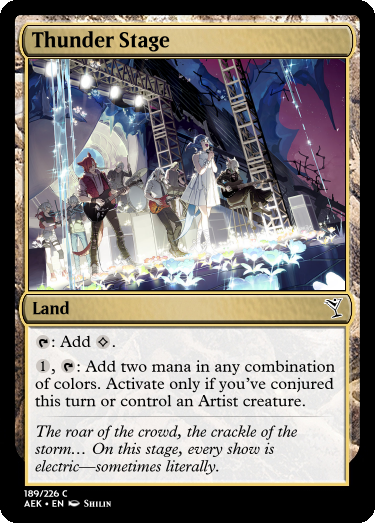 Thunder Stage
Land
: Add .
1, : Add two mana in any combination
of colors. Activate only if you've conjured
this turn or control an Artist creature.
The roar of the crowd, the crackle of the
storm… On this stage, every show is
electric—sometimes literally.
189/226 C
AEK • EN Shilin